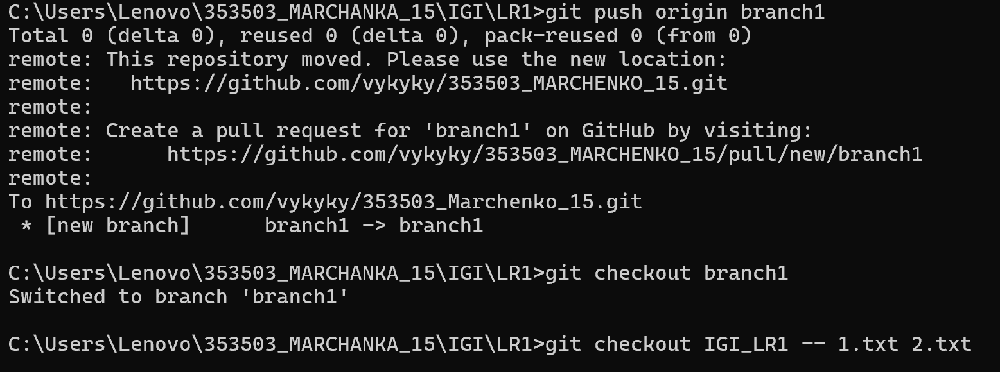 C:\Users\Lenovo\353503_MARCHANKA_15\IGI\LR1>git push origin branch1
Total 0 (delta 0), reused 0 (delta 0), pack-reused 0 (from 0)
remote: This repository moved. Please use the new location:
remote:   https://github.com/vykyky/353503_MARCHENKO_15.git
remote:
remote: Create a pull request for 'branch1' on GitHub by visiting:
remote:      https://github.com/vykyky/353503_MARCHENKO_15/pull/new/branch1
remote:
To https://github.com/vykyky/353503_Marchenko_15.git
 * [new branch]      branch1 -> branch1
C:\Users\Lenovo\353503_MARCHANKA_15\IGI\LR1>git checkout branch1
Switched to branch 'branch1'
C:\Users\Lenovo\353503_MARCHANKA_15\IGI\LR1>git checkout IGI_LR1 -- 1.txt 2.txt